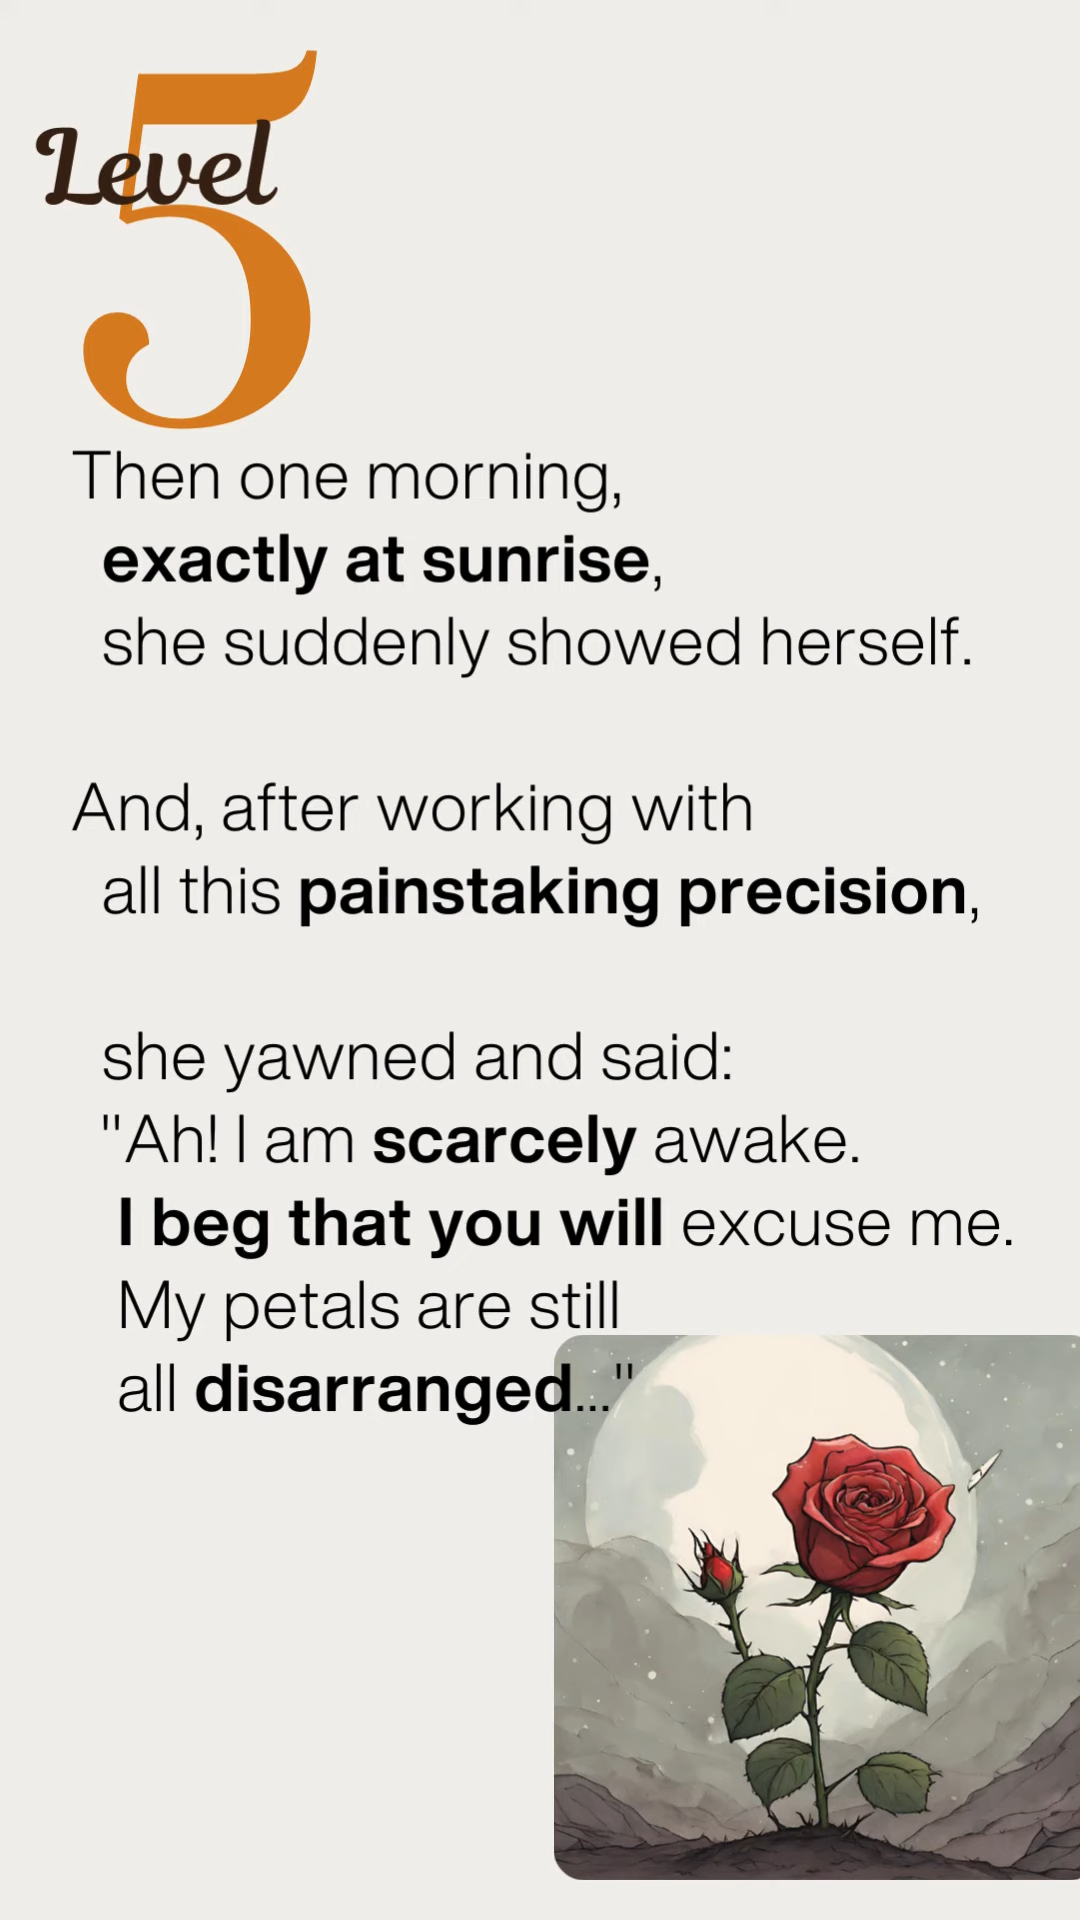 Level
5
Then one morning,
exactly at sunrise,
she suddenly showed herself.
And, after working with
all this painstaking precision,
she yawned and said:
"Ah! I am scarcely awake.
I beg that you will excuse me.
My petals are still
all disarranged..."